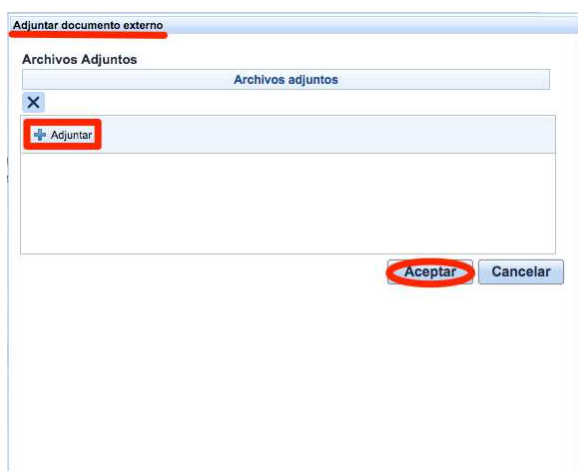 Adjuntar documento externo
Archivos Adjuntos
Archivos adjuntos
Adjuntar
Aceptar Cancelar